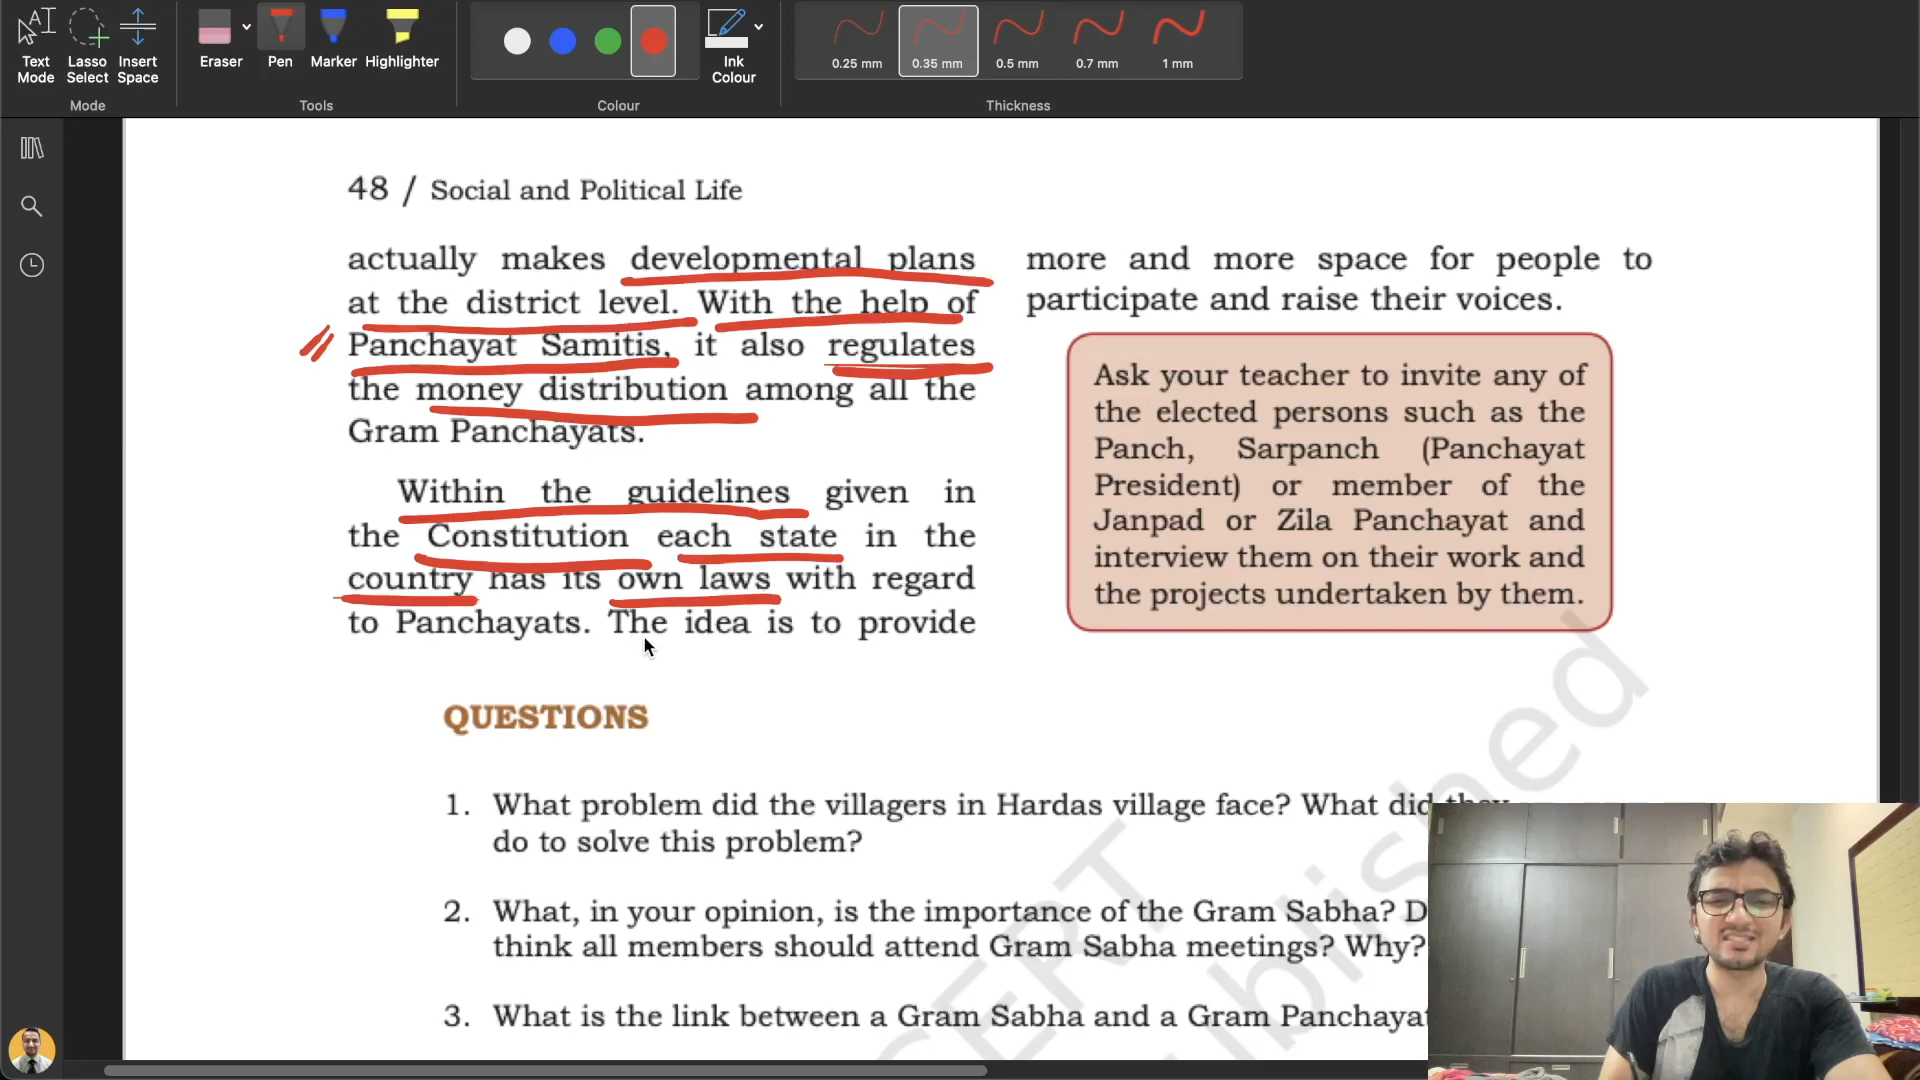 Text Mode
Lasso Select
Insert Space
Mode
Eraser
Pen
Marker
Highlighter
Tools
Colour
Ink Colour
0.25 mm
0.35 mm
0.5 mm
0.7 mm
1 mm
Thickness
48 / Social and Political Life
actually makes developmental plans
at the district level. With the help of
Panchayat Samitis, it also regulates
the money distribution among all the
Gram Panchayats.
Within the guidelines given in
the Constitution each state in the
country has its own laws with regard
to Panchayats. The idea is to provide
more and more space for people to
participate and raise their voices.
Ask your teacher to invite any of
the elected persons such as the
Panch, Sarpanch (Panchayat
President) or member of the
Janpad or Zila Panchayat and
interview them on their work and
the projects undertaken by them.
QUESTIONS
1. What problem did the villagers in Hardas village face? What did they
do to solve this problem?
2. What, in your opinion, is the importance of the Gram Sabha? D
think all members should attend Gram Sabha meetings? Why?
3. What is the link between a Gram Sabha and a Gram Panchayat